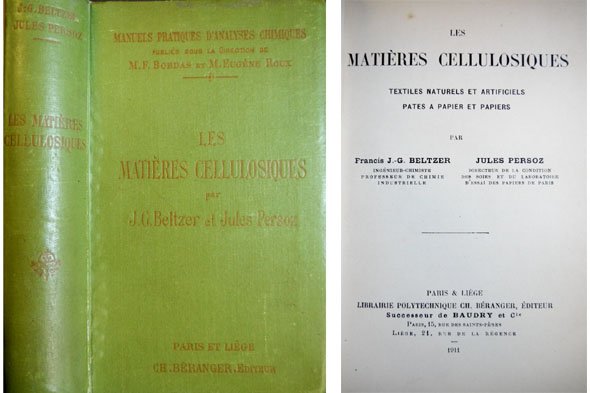 J.-G. BELTZER
JULES PERSOZ
LES MATIÈRES
CELLULOSIQUES
MANUELS PRATIQUES D'ANALYSES CHIMIQUES
PUBLIÉS SOUS LA DIRECTION DE
M. F. BORDAS ET M. EUGÈNE ROUX
LES
MATIÈRES CELLULOSIQUES
par
J. G. Beltzer et Jules Persoz
PARIS ET LIÉGE
CH. BÉRANGER, ÉDITEUR
LES
MATIÈRES CELLULOSIQUES
TEXTILES NATURELS ET ARTIFICIELS
PATES A PAPIER ET PAPIERS
PAR
Francis J.-G. BELTZER
INGÉNIEUR-CHIMISTE
PROFESSEUR DE CHIMIE
INDUSTRIELLE
JULES PERSOZ
DIRECTEUR DE LA CONDITION
DES SOIES ET DU LABORATOIRE
D'ESSAI DES PAPIERS DE PARIS
PARIS & LIÉGE
LIBRAIRIE POLYTECHNIQUE CH. BÉRANGER, ÉDITEUR
Successeur de BAUDRY et Cie
PARIS, 15, RUE DES SAINTS-PÈRES
LIÉGE, 21, RUE DE LA RÉGENCE
1911